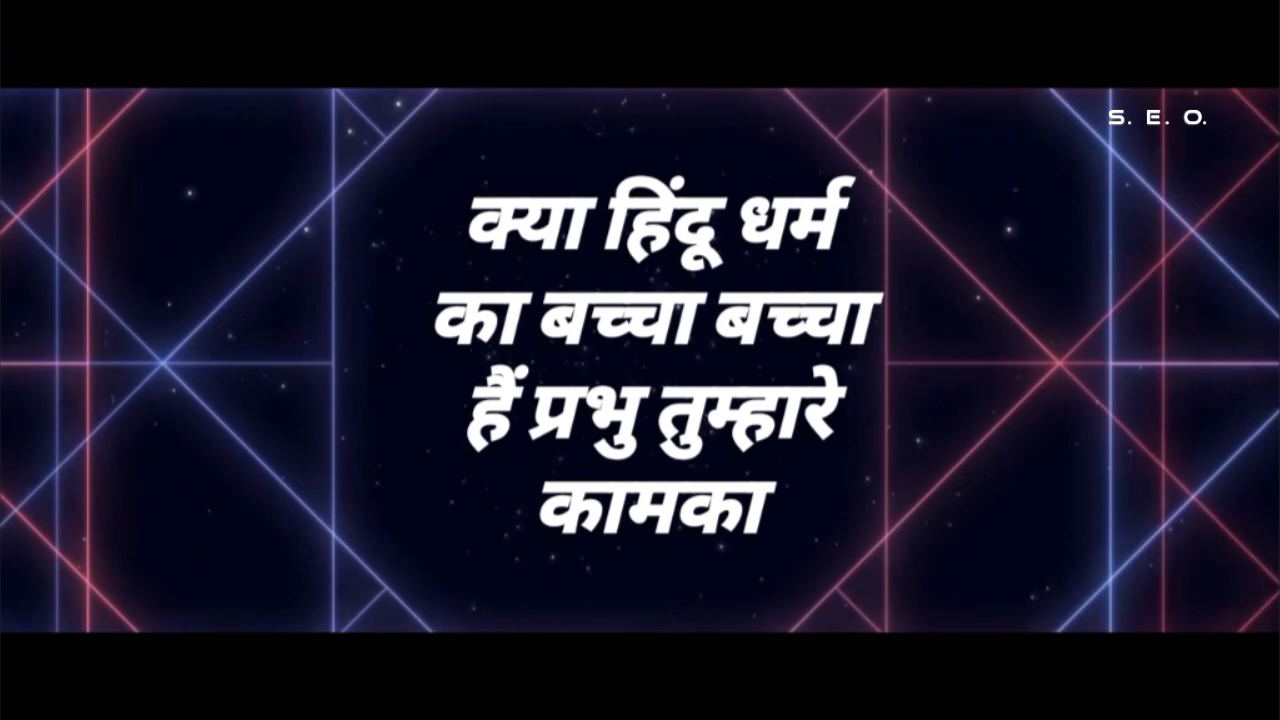 S. E. O.
क्या हिंदू धर्म
का बच्चा बच्चा
हैं प्रभु तुम्हारे
कामका